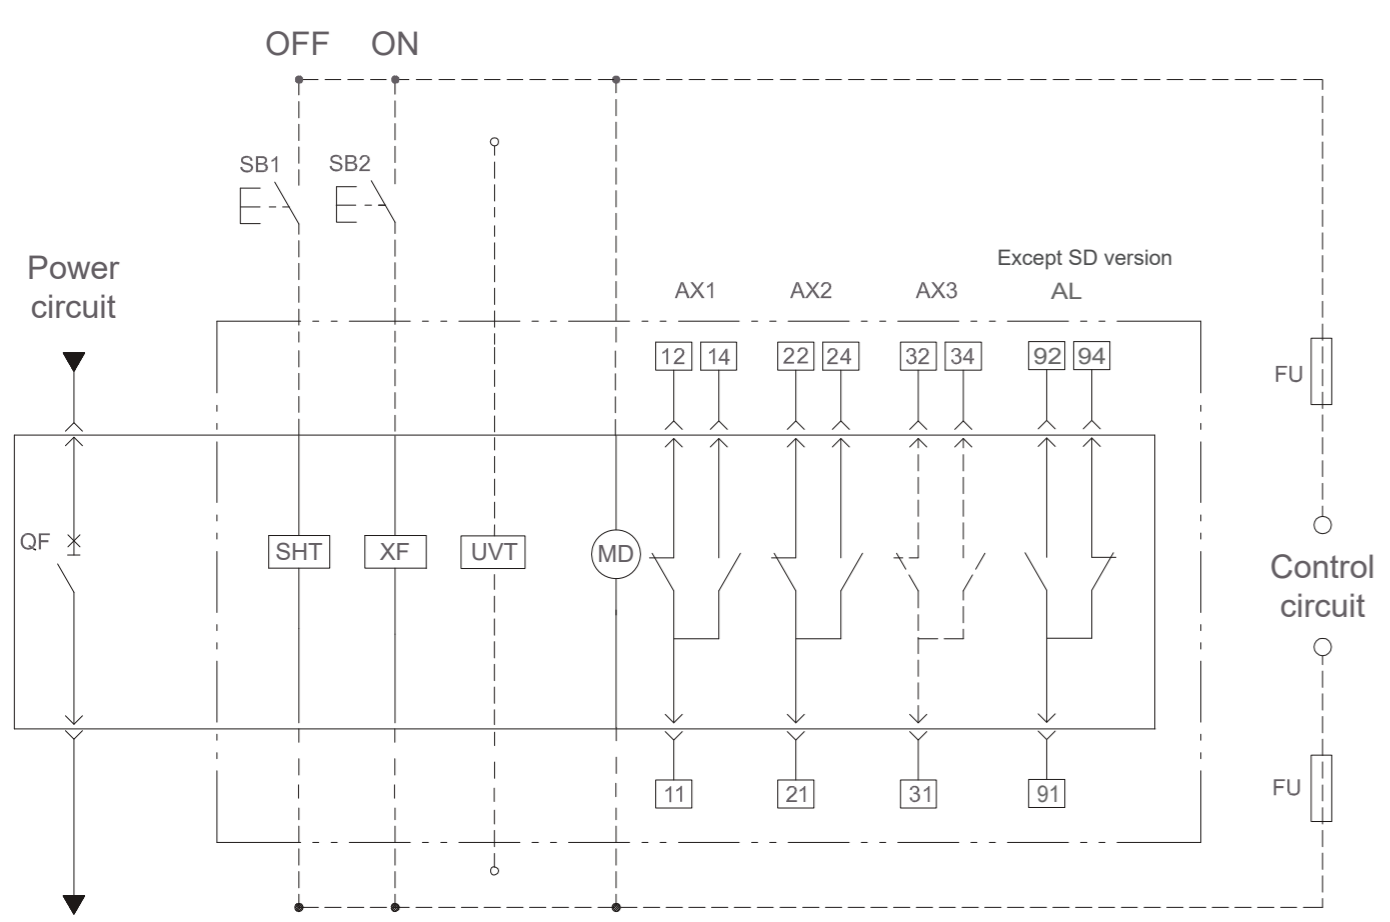 OFF ON
SB1 SB2
Power
circuit
Except SD version
AX1 AX2 AX3 AL
12 14 22 24 32 34 92 94
FU
QF SHT XF UVT MD
Control
circuit
11 21 31 91
FU